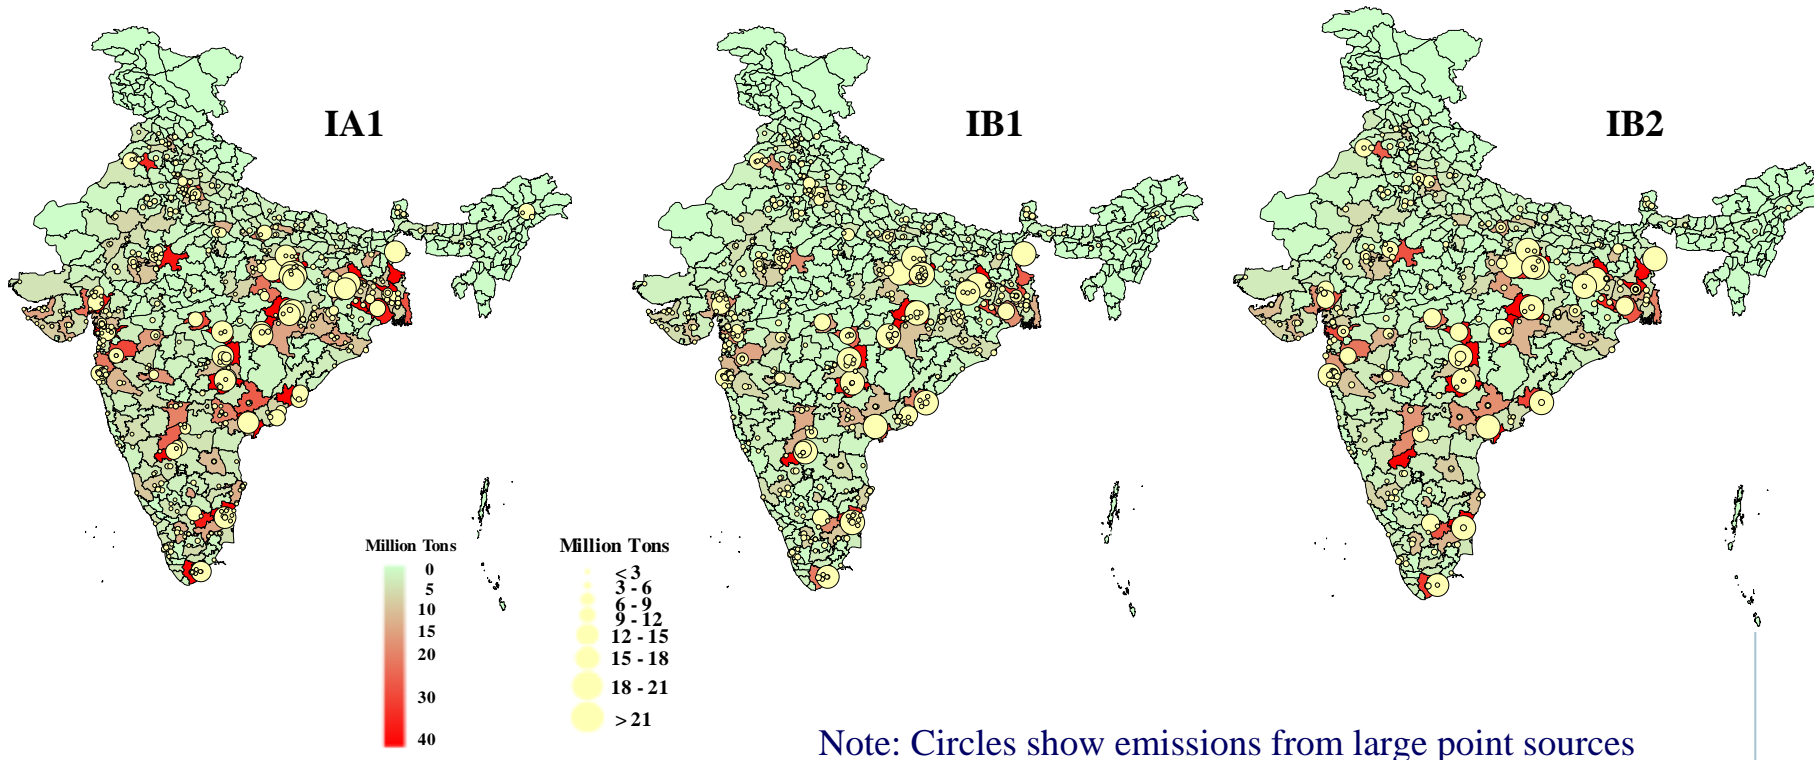 IA1
IB1
IB2
Million Tons
0
5
10
15
20
30
40
Million Tons
< 3
3 - 6
6 - 9
9 - 12
12 - 15
15 - 18
18 - 21
> 21
Note: Circles show emissions from large point sources